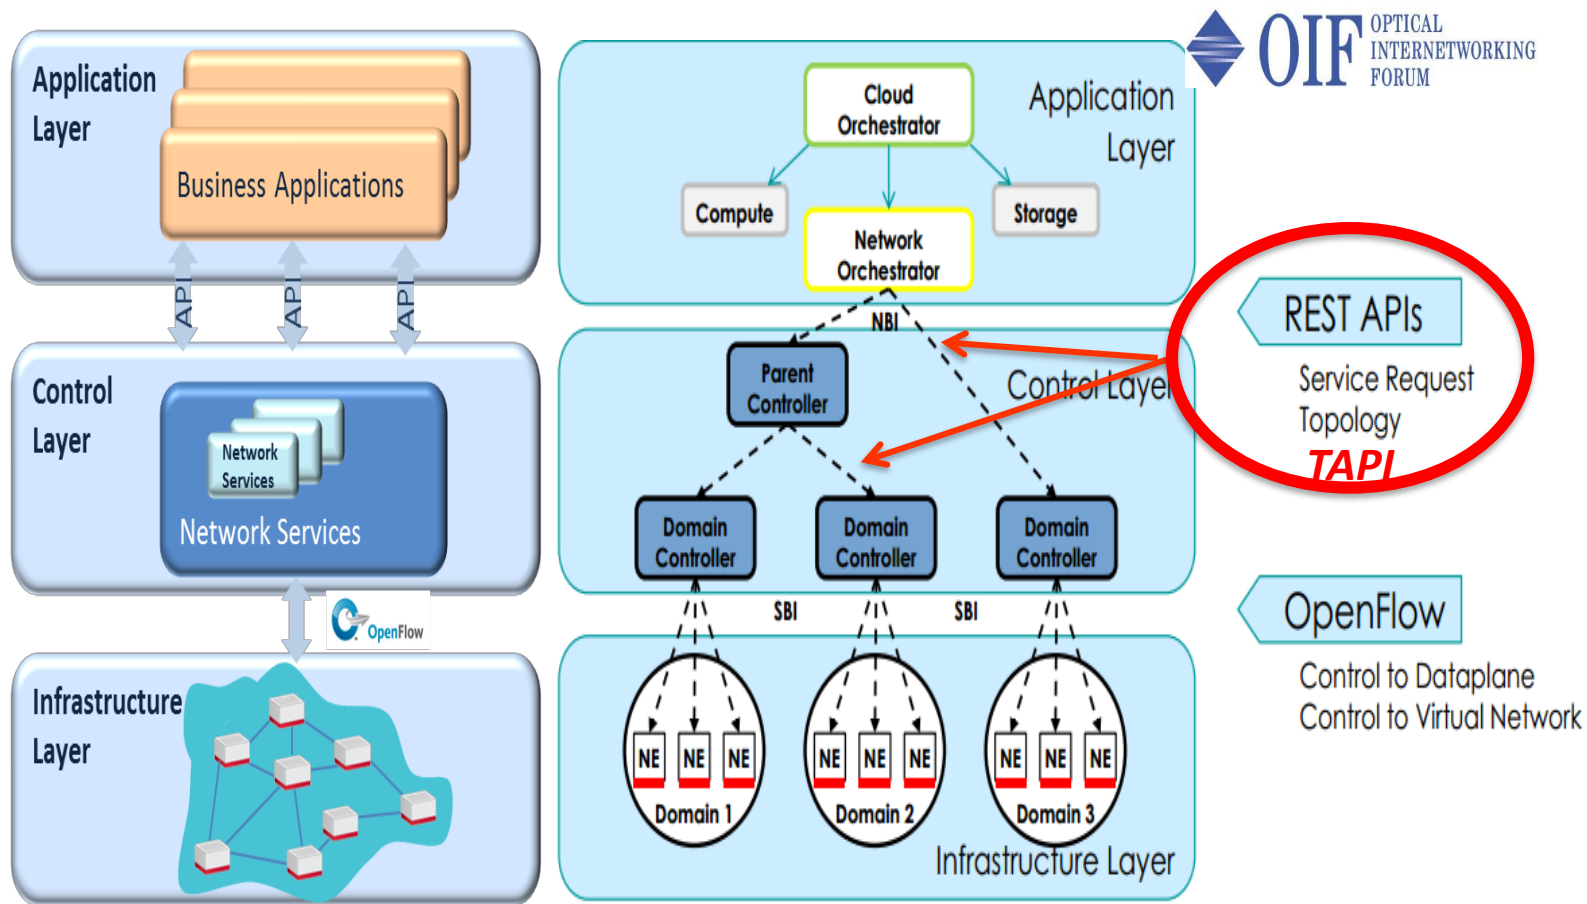 Application
Layer
Business Applications
API
API
API
Control
Layer
Network
Services
Network Services
OpenFlow
Infrastructure
Layer
OIF
OPTICAL
INTERNETWORKING
FORUM
Application
Layer
Cloud
Orchestrator
Compute
Storage
Network
Orchestrator
NBI
Control Layer
Parent
Controller
Domain
Controller
Domain
Controller
Domain
Controller
SBI
SBI
NE NE NE
Domain 1
NE NE NE
Domain 2
NE NE NE
Domain 3
Infrastructure Layer
REST APIs
Service Request
Topology
TAPI
OpenFlow
Control to Dataplane
Control to Virtual Network